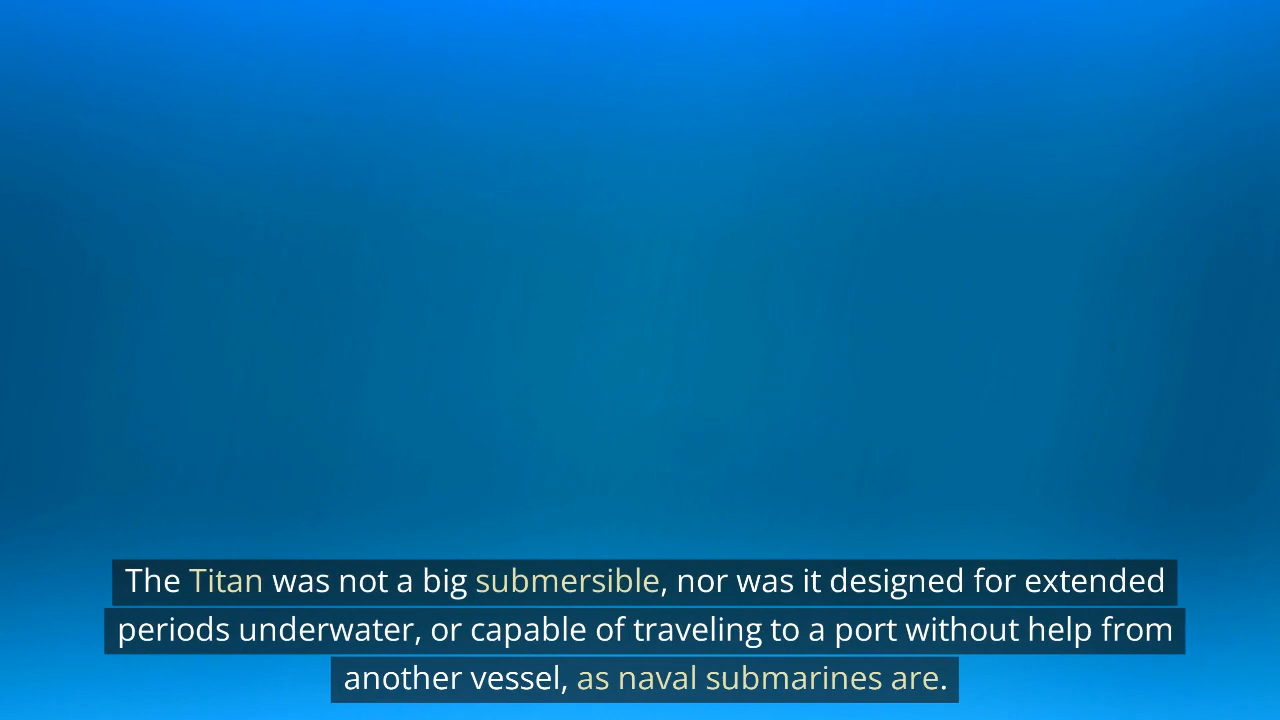 The Titan was not a big submersible, nor was it designed for extended
periods underwater, or capable of traveling to a port without help from
another vessel, as naval submarines are.